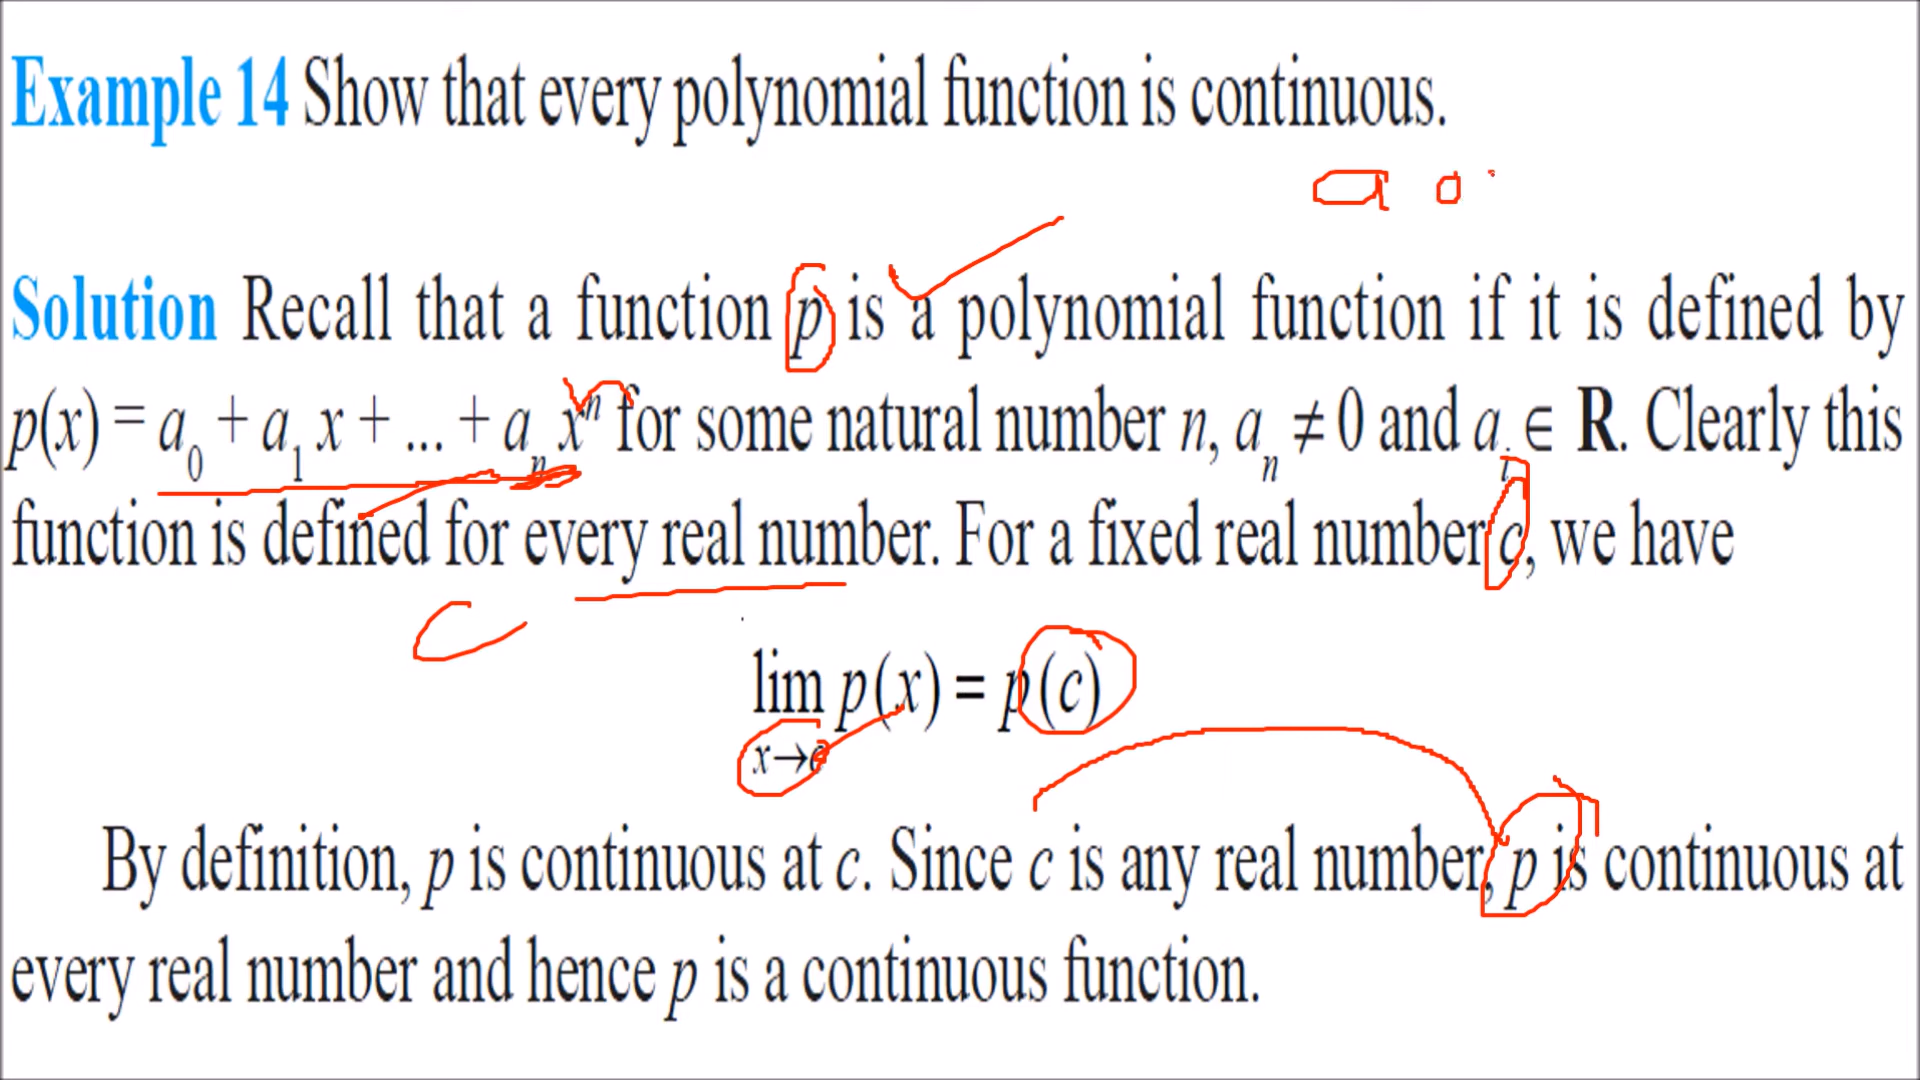 Example 14 Show that every polynomial function is continuous.
a 0
Solution Recall that a function p is a polynomial function if it is defined by
p(x) = a₀ + a₁ x + ... + aₙ xⁿ for some natural number n, aₙ ≠ 0 and aᵢ ∈ R. Clearly this
function is defined for every real number. For a fixed real number c, we have
C
lim p(x) = p(c)
x→c
By definition, p is continuous at c. Since c is any real number, p is continuous at
every real number and hence p is a continuous function.